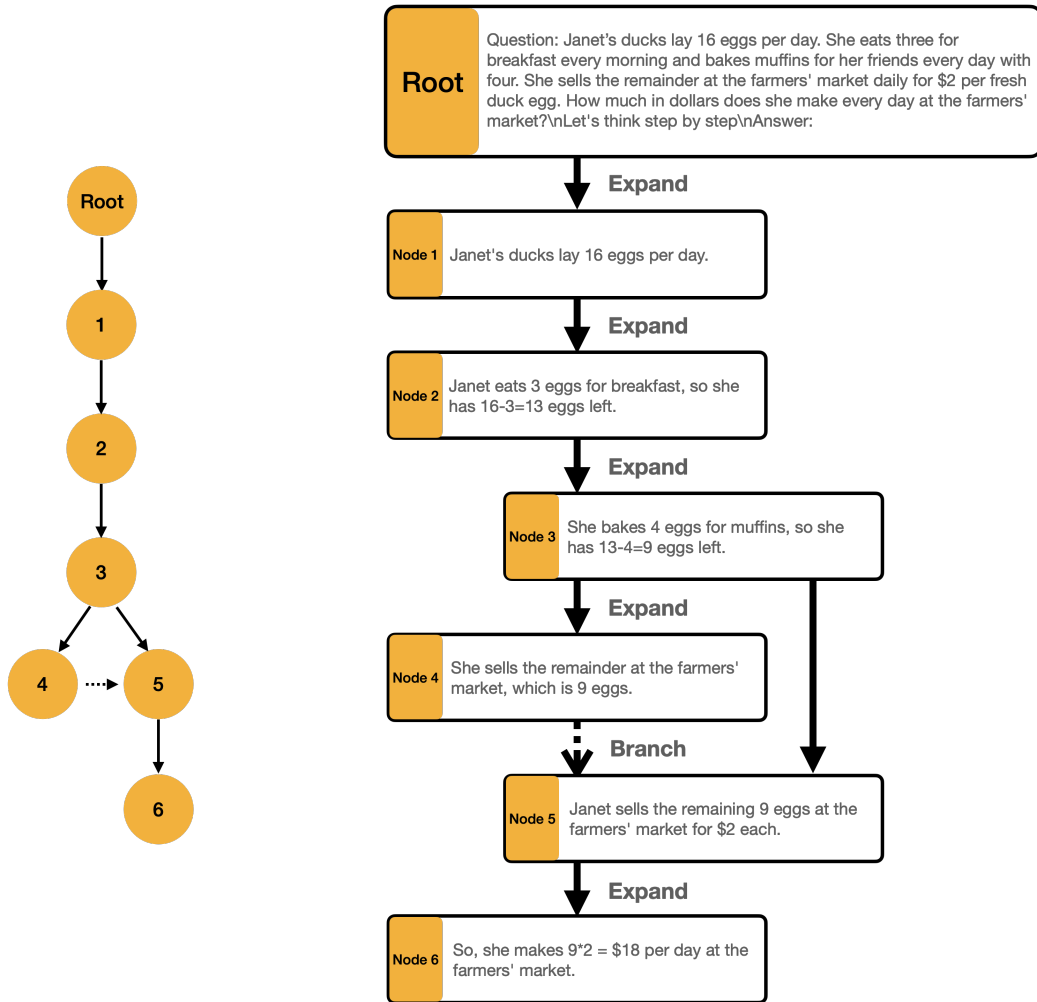 Root
1
2
3
4
5
6
Root
Question: Janet’s ducks lay 16 eggs per day. She eats three for
breakfast every morning and bakes muffins for her friends every day with
four. She sells the remainder at the farmers' market daily for $2 per fresh
duck egg. How much in dollars does she make every day at the farmers'
market?\nLet's think step by step\nAnswer:
Expand
Node 1
Janet's ducks lay 16 eggs per day.
Expand
Node 2
Janet eats 3 eggs for breakfast, so she
has 16-3=13 eggs left.
Expand
Node 3
She bakes 4 eggs for muffins, so she
has 13-4=9 eggs left.
Expand
Node 4
She sells the remainder at the farmers'
market, which is 9 eggs.
Branch
Node 5
Janet sells the remaining 9 eggs at the
farmers' market for $2 each.
Expand
Node 6
So, she makes 9*2 = $18 per day at the
farmers' market.